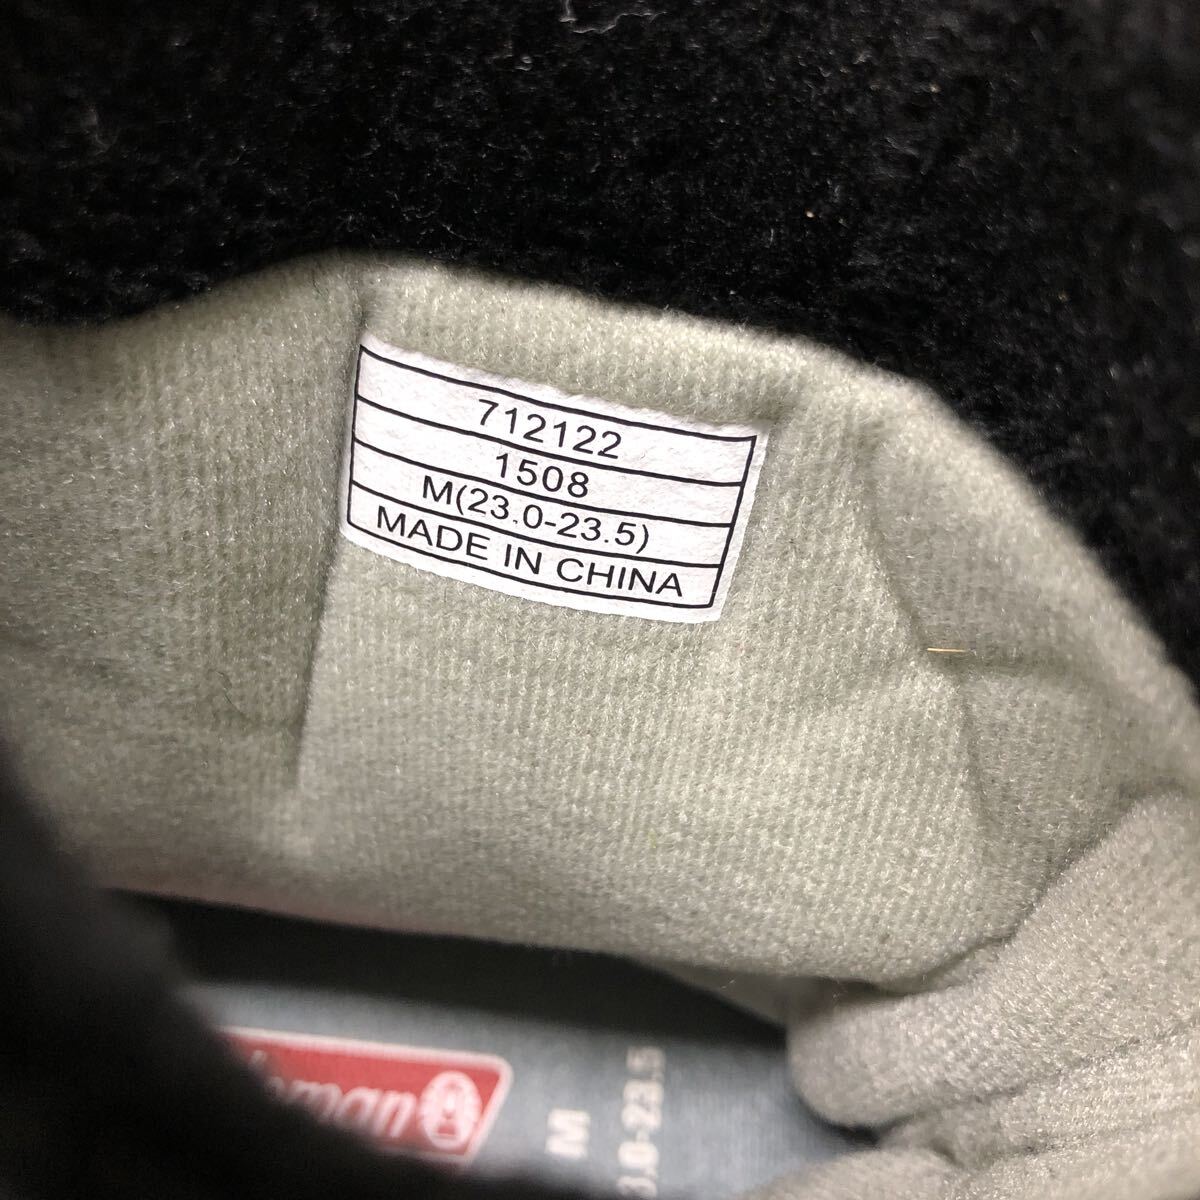 712122
1508
M(23.0-23.5)
MADE IN CHINA
M